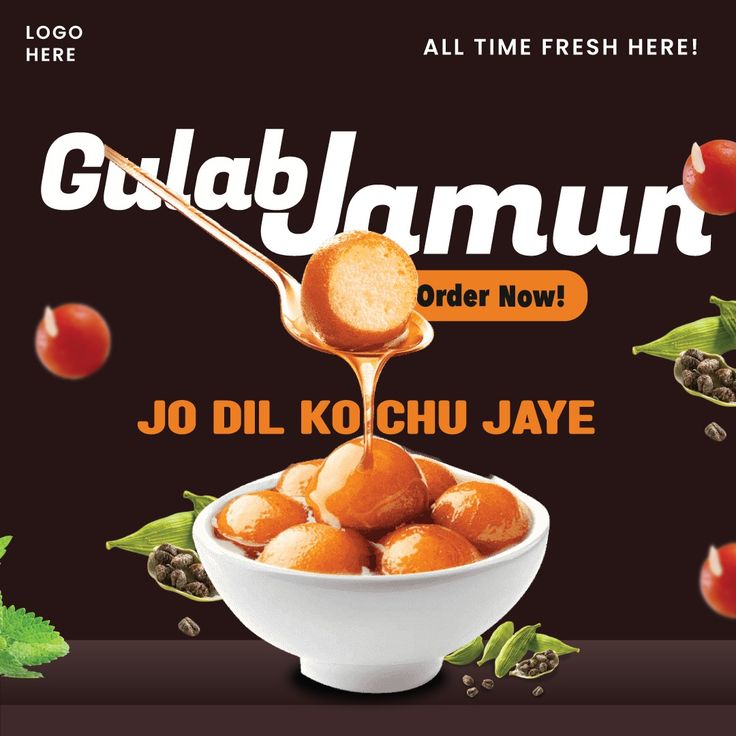 LOGO
HERE
ALL TIME FRESH HERE!
Gulab Jamun
Order Now!
JO DIL KO CHU JAYE